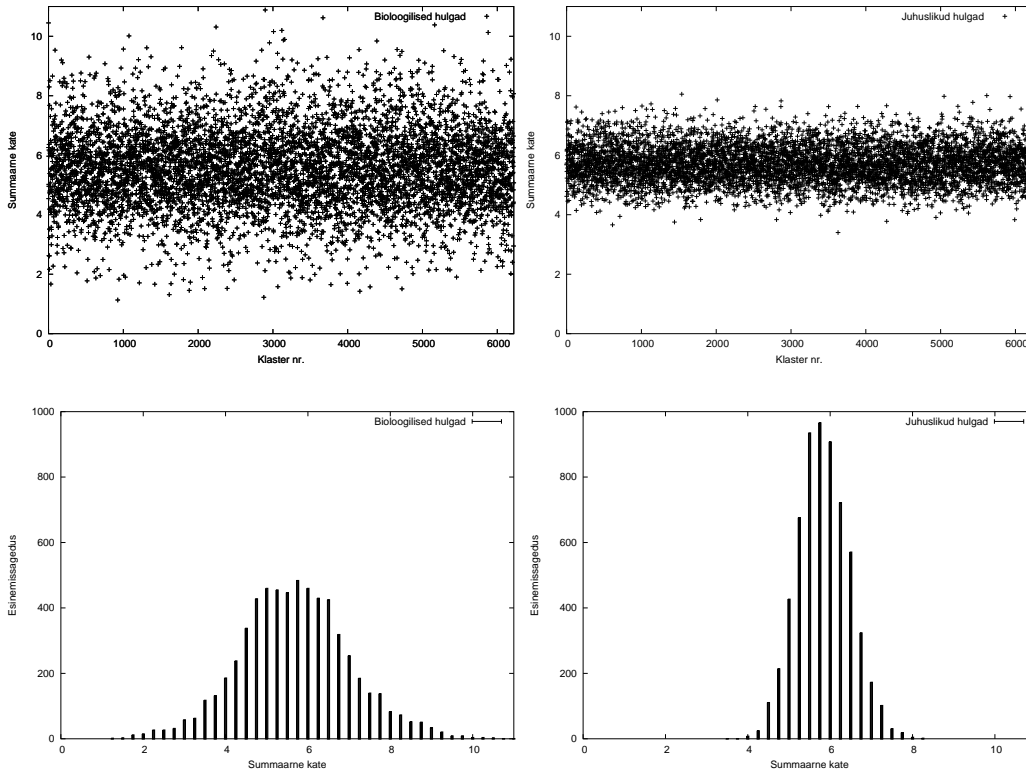 Bioloogilised hulgad
10
8
6
4
2
0
Summaarne kate
0 1000 2000 3000 4000 5000 6000
Klaster nr.
Juhuslikud hulgad
10
8
6
4
2
0
Summaarne kate
0 1000 2000 3000 4000 5000 6000
Klaster nr.
1000
Bioloogilised hulgad
800
600
400
200
0
Esinemissagedus
0 2 4 6 8 10
Summaarne kate
1000
Juhuslikud hulgad
800
600
400
200
0
Esinemissagedus
0 2 4 6 8 10
Summaarne kate